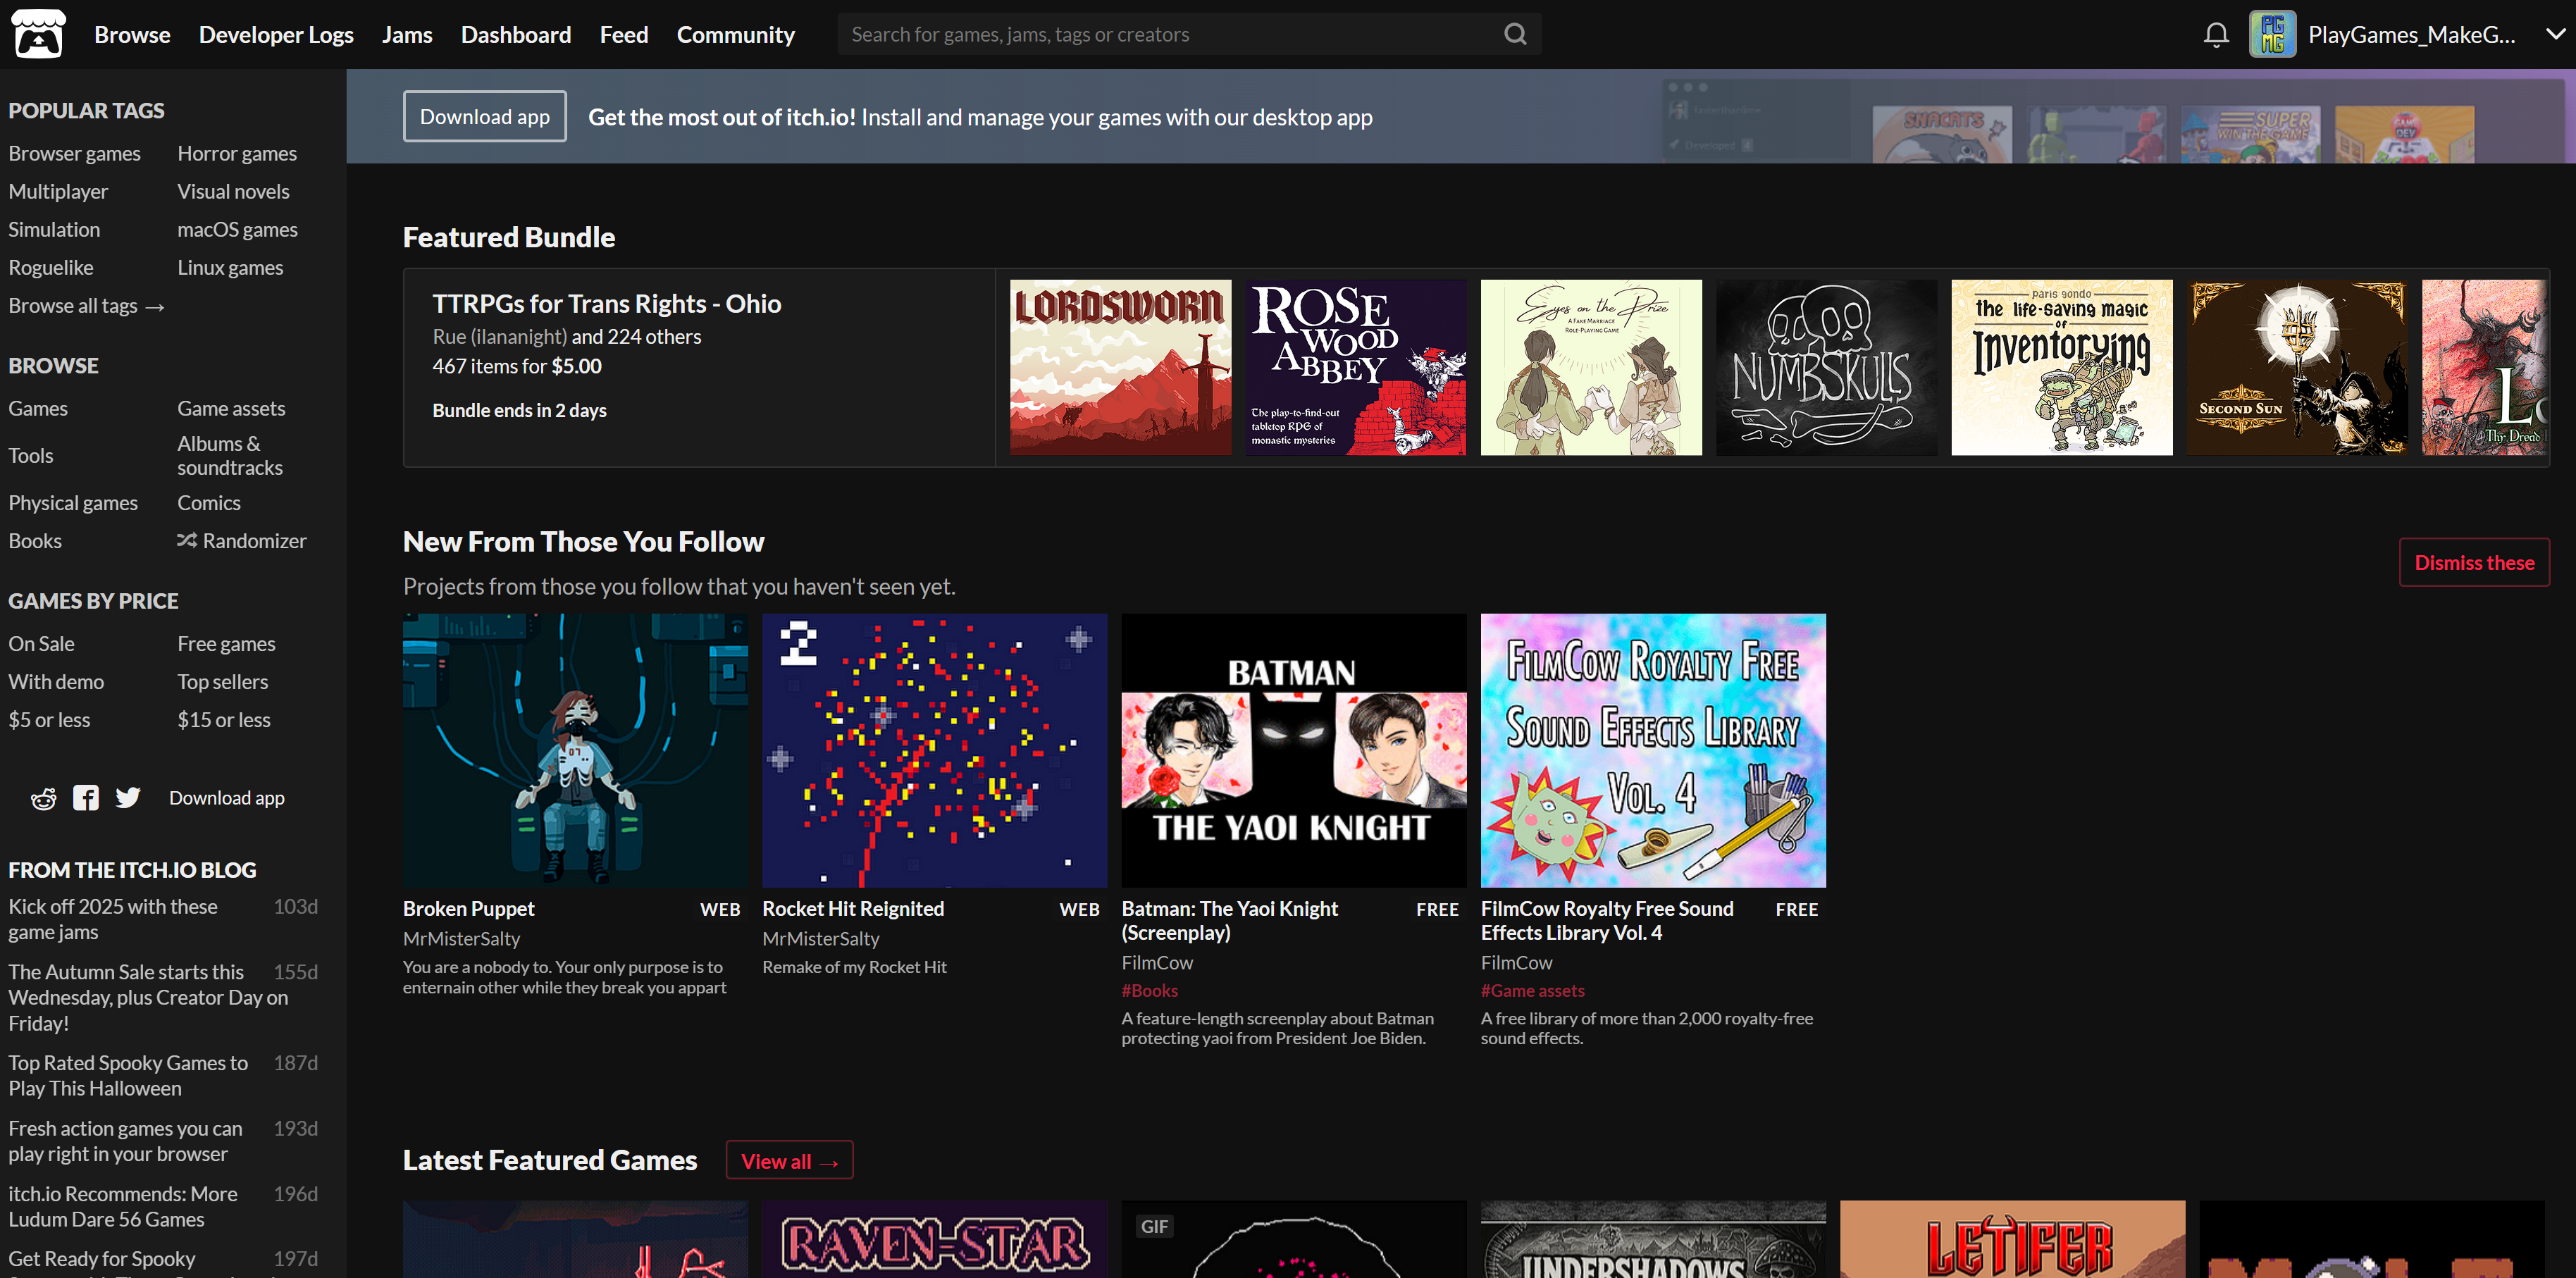 Browse Developer Logs Jams Dashboard Feed Community
Search for games, jams, tags or creators
PG MG
PlayGames_MakeG...
POPULAR TAGS
Browser games Horror games
Multiplayer Visual novels
Simulation macOS games
Roguelike Linux games
Browse all tags →
BROWSE
Games Game assets
Tools Albums &
soundtracks
Physical games Comics
Books Randomizer
GAMES BY PRICE
On Sale Free games
With demo Top sellers
$5 or less $15 or less
Download app
FROM THE ITCH.IO BLOG
Kick off 2025 with these 103d
game jams
The Autumn Sale starts this 155d
Wednesday, plus Creator Day on
Friday!
Top Rated Spooky Games to 187d
Play This Halloween
Fresh action games you can 193d
play right in your browser
itch.io Recommends: More 196d
Ludum Dare 56 Games
Get Ready for Spooky 197d
Download app Get the most out of itch.io! Install and manage your games with our desktop app
Developed 4
SNACATS
SUPER
WIN THE GAME
GAME
DEV
Featured Bundle
TTRPGs for Trans Rights - Ohio
Rue (ilananight) and 224 others
467 items for $5.00
Bundle ends in 2 days
LORDSWORN
ROSE
WOOD
ABBEY
The play-to-find-out
tabletop RPG of
monastic mysteries
Eyes on the Prize
A FAKE MARRIAGE
ROLE-PLAYING GAME
NUMBSKULLS
paris gondo
the life-saving magic
of
Inventorying
SECOND SUN
Thy Dread
New From Those You Follow
Projects from those you follow that you haven't seen yet.
Dismiss these
07
2
BATMAN
THE YAOI KNIGHT
FILMCOW ROYALTY FREE
SOUND EFFECTS LIBRARY
VOL. 4
Broken Puppet WEB
MrMisterSalty
You are a nobody to. Your only purpose is to
enternain other while they break you appart
Rocket Hit Reignited WEB
MrMisterSalty
Remake of my Rocket Hit
Batman: The Yaoi Knight FREE
(Screenplay)
FilmCow
#Books
A feature-length screenplay about Batman
protecting yaoi from President Joe Biden.
FilmCow Royalty Free Sound FREE
Effects Library Vol. 4
FilmCow
#Game assets
A free library of more than 2,000 royalty-free
sound effects.
Latest Featured Games View all →
RAVEN-STAR
GIF
UNDERSHADOWS
LETIFER